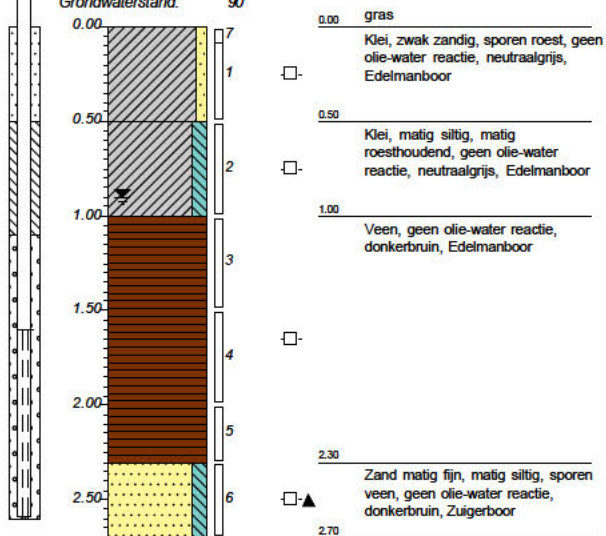 Grondwaterstand: 90
0.00
7
1
0.50
2
1.00
3
1.50
4
2.00
5
2.50
6
0.00 gras
Klei, zwak zandig, sporen roest, geen
olie-water reactie, neutraalgrijs,
Edelmanboor
0.50
Klei, matig siltig, matig
roesthoudend, geen olie-water
reactie, neutraalgrijs, Edelmanboor
1.00
Veen, geen olie-water reactie,
donkerbruin, Edelmanboor
2.30
Zand matig fijn, matig siltig, sporen
veen, geen olie-water reactie,
donkerbruin, Zuigerboor
2.70